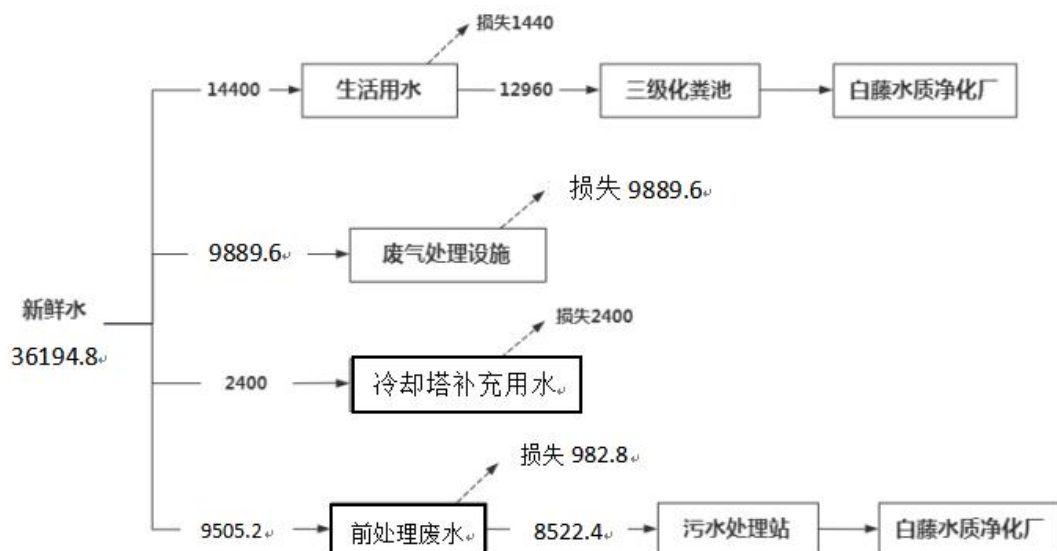 损失1440
14400
生活用水
12960
三级化粪池
白藤水质净化厂
损失 9889.6
9889.6
废气处理设施
新鲜水
36194.8
损失2400
2400
冷却塔补充用水
损失 982.8
9505.2
前处理废水
8522.4
污水处理站
白藤水质净化厂